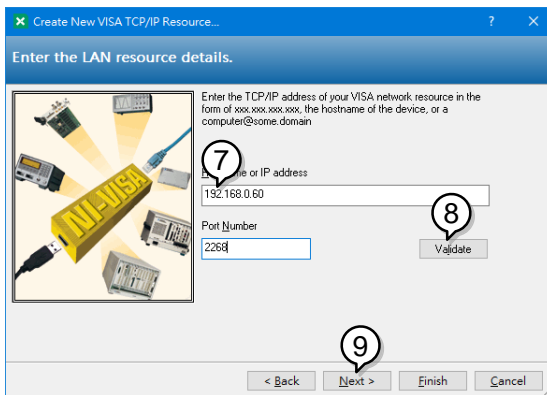 Create New VISA TCP/IP Resource...
Enter the LAN resource details.
Enter the TCP/IP address of your VISA network resource in the
form of xxx.xxx.xxx.xxx, the hostname of the device, or a
computer@some.domain
7
or IP address
192.168.0.60
8
Port Number
2268
Validate
NI-VISA
9
< Back Next > Finish Cancel